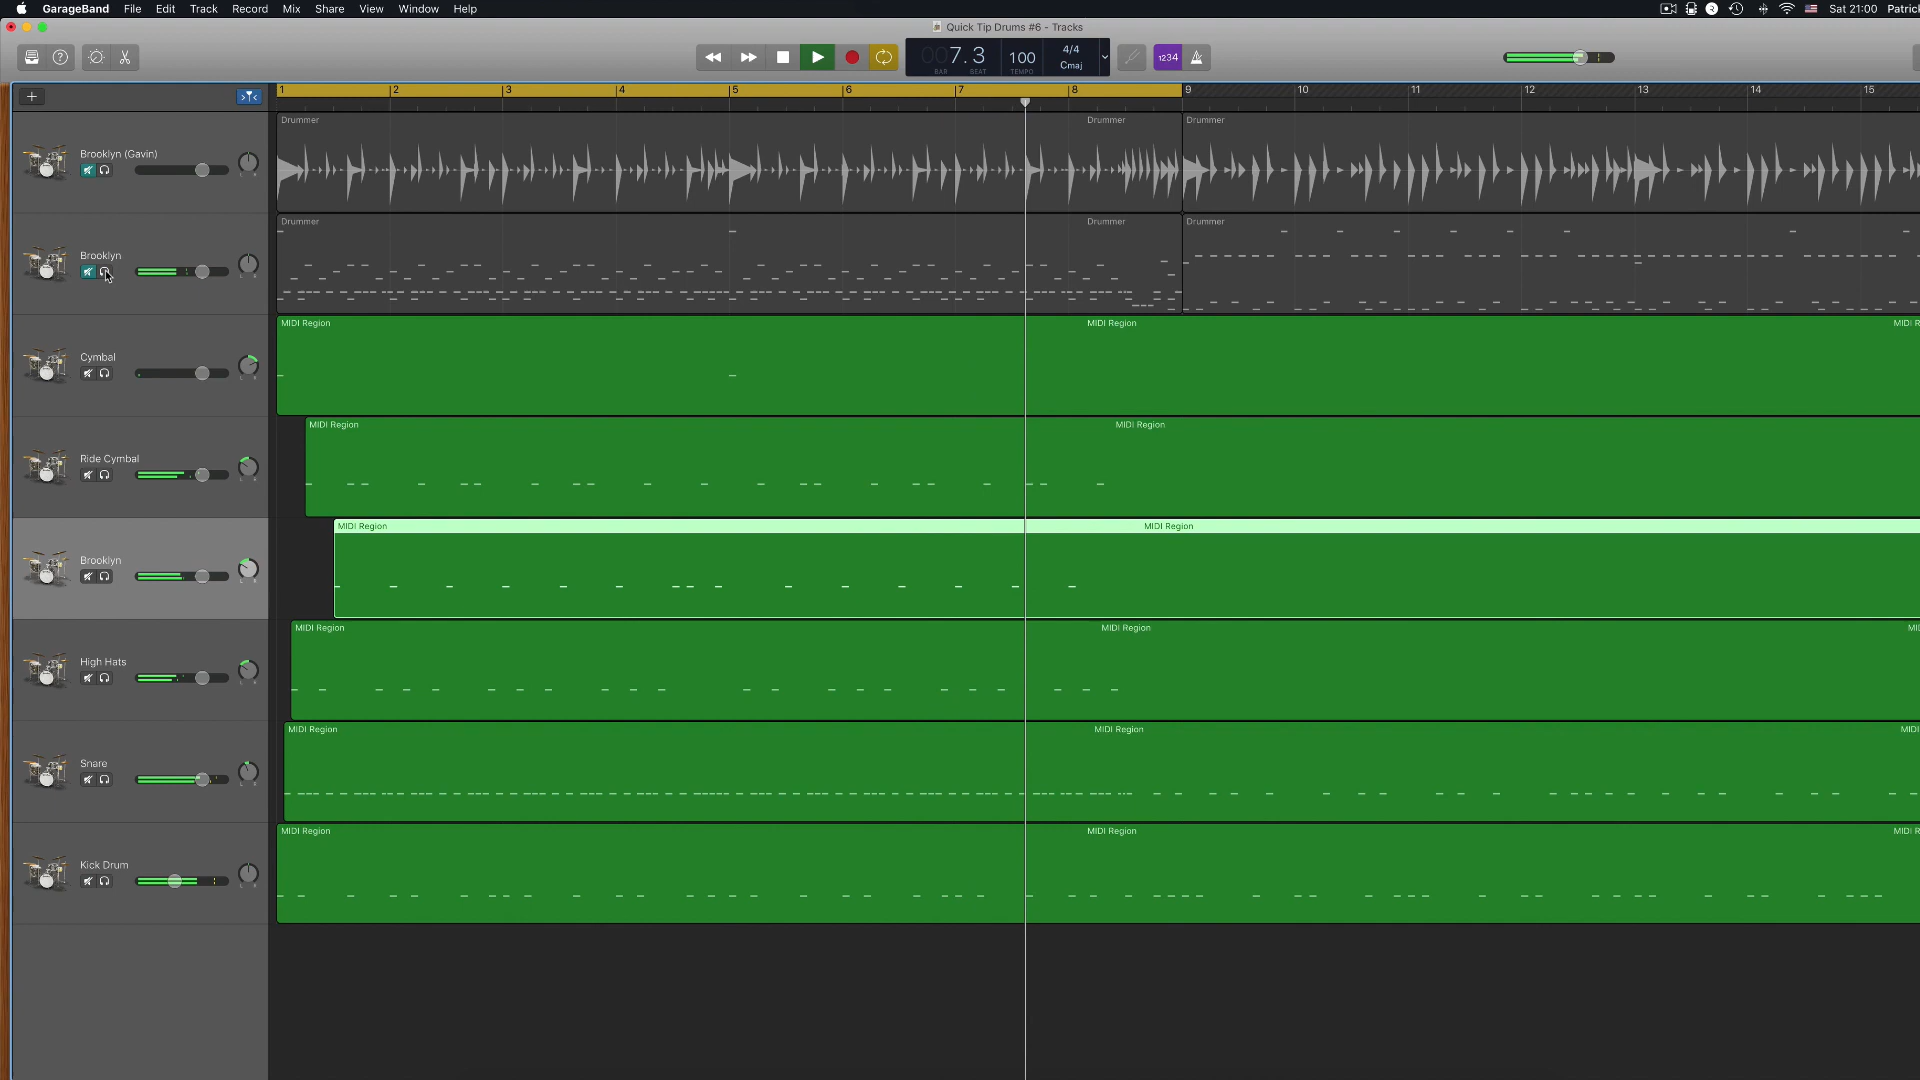 GarageBand File Edit Track Record Mix Share View Window Help Sat 21:00 Patric
Quick Tip Drums #6 - Tracks
007.3 100 4/4
Cmaj
BAR BEAT TEMPO
1234
1 2 3 4 5 6 7 8 9 10 11 12 13 14 15
Drummer Drummer Drummer
Brooklyn (Gavin)
Drummer Drummer Drummer
Brooklyn
MIDI Region MIDI Region MIDI R
Cymbal
MIDI Region MIDI Region
Ride Cymbal
MIDI Region MIDI Region
Brooklyn
MIDI Region MIDI Region MI
High Hats
MIDI Region MIDI Region MIDI
Snare
MIDI Region MIDI Region MIDI R
Kick Drum